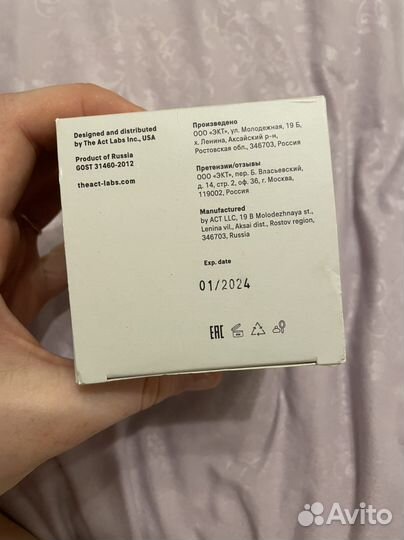 Designed and distributed
by The Act Labs Inc., USA
Product of Russia
GOST 31460-2012
theact-labs.com
Произведено
ООО «ЭКТ», ул. Молодежная, 19 Б,
х. Ленина, Аксайский р-н,
Ростовская обл., 346703, Россия
Претензии/отзывы
ООО «ЭКТ», пер. Б. Власьевский,
д. 14, стр. 2, оф. 36, г. Москва,
119002, Россия
Manufactured
by ACT LLC, 19 B Molodezhnaya st.,
Lenina vil., Aksai dist., Rostov region,
346703, Russia
Exp. date
01/2024
EAC
Avito